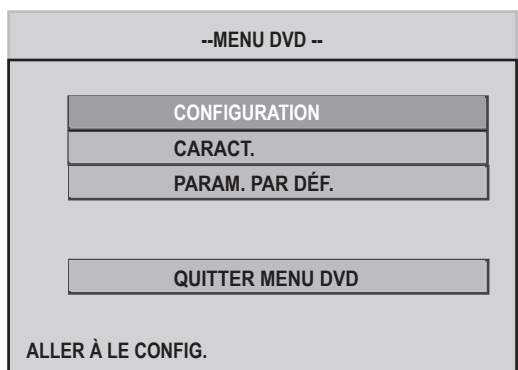 --MENU DVD --
CONFIGURATION
CARACT.
PARAM. PAR DÉF.
QUITTER MENU DVD
ALLER À LE CONFIG.